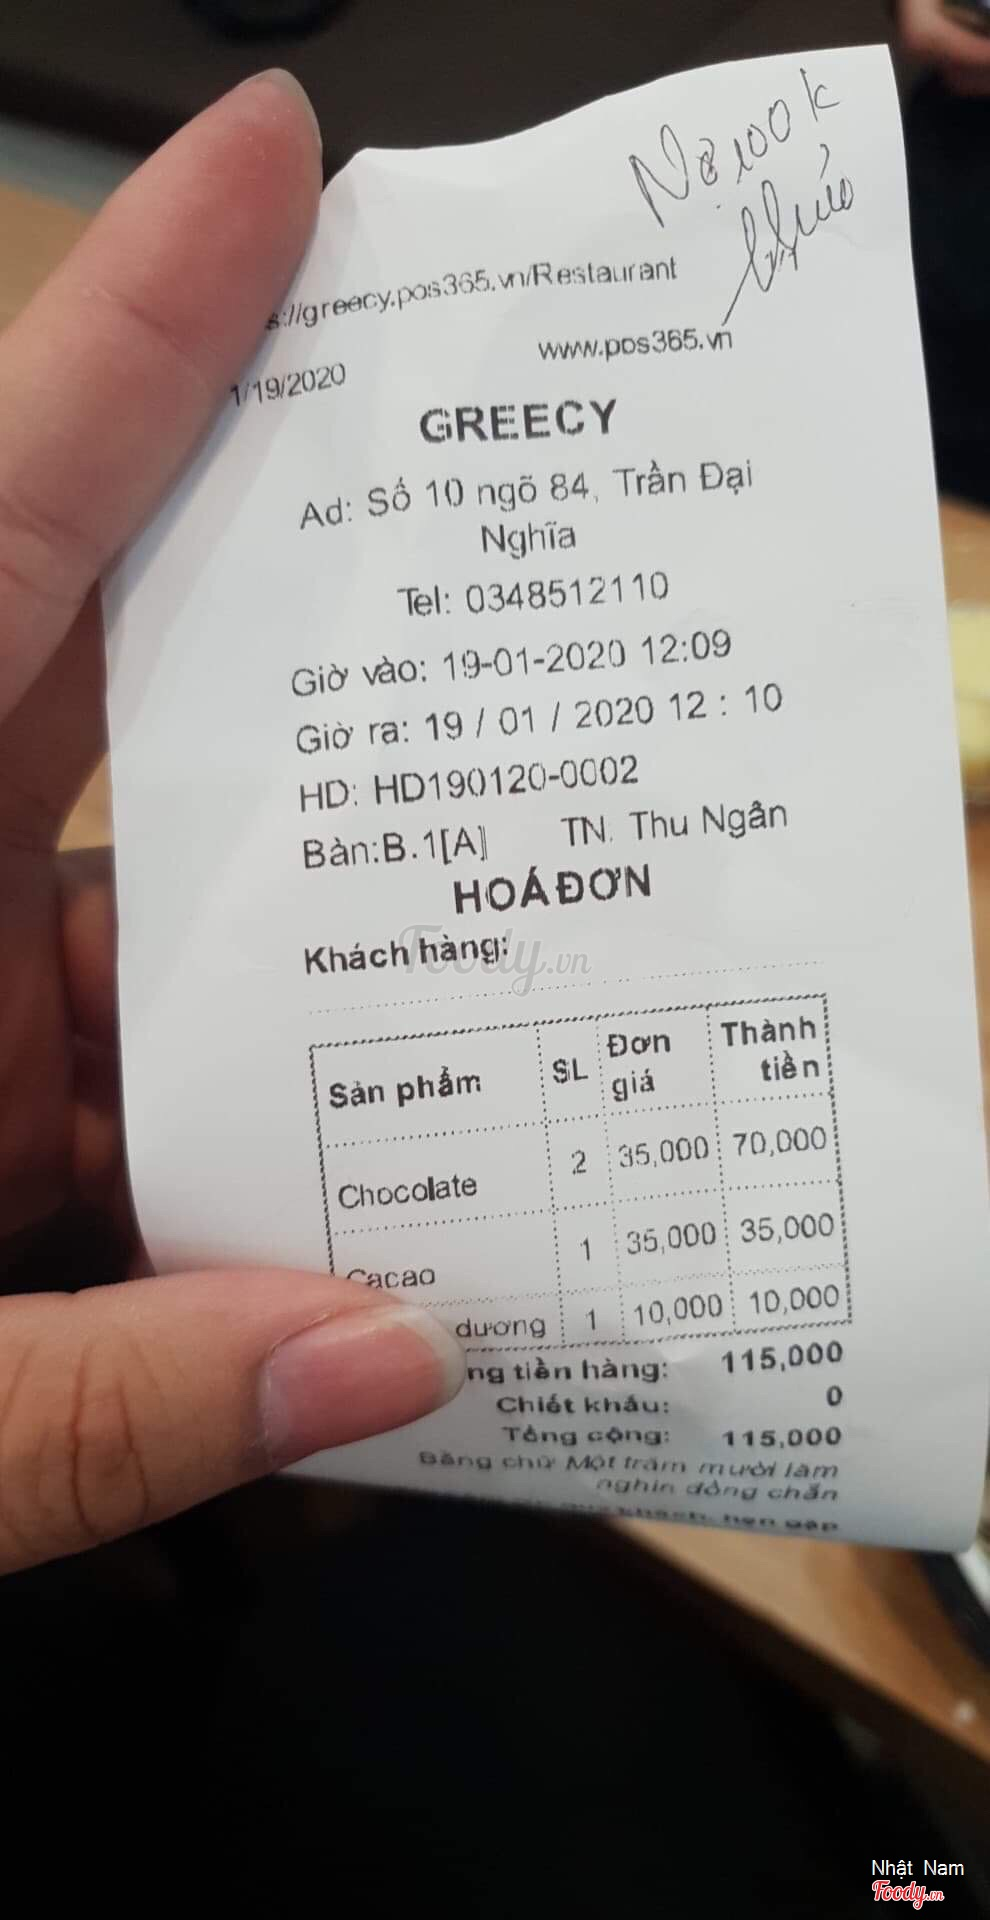 Nợ 100k
s://greecy.pos365.vn/Restaurant
www.pos365.vn
1/19/2020
GREECY
Ad: Số 10 ngõ 84, Trần Đại
Nghĩa
Tel: 0348512110
Giờ vào: 19-01-2020 12:09
Giờ ra: 19 / 01 / 2020 12 : 10
HD: HD190120-0002
Bàn:B.1[A] TN. Thu Ngân
HOÁ ĐƠN
Khách hàng:
Foody.vn
Sản phẩm SL Đơn giá Thành tiền
Chocolate 2 35,000 70,000
Cacao 1 35,000 35,000
dương 1 10,000 10,000
ng tiền hàng: 115,000
Chiết khấu: 0
Tổng cộng: 115,000
Bằng chữ Một trăm mười lăm
nghìn đồng chẵn
khách, hẹn gặp
Nhật Nam
Foody.vn